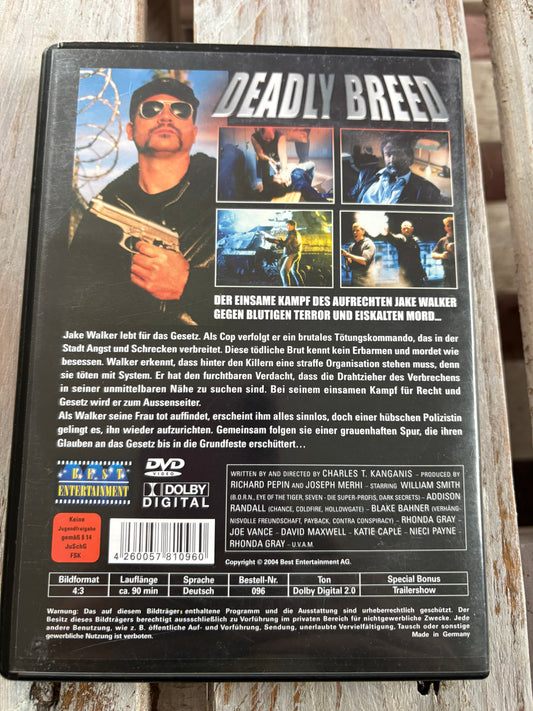 DEADLY BREED
DER EINSAME KAMPF DES AUFRECHTEN JAKE WALKER
GEGEN BLUTIGEN TERROR UND EISKALTEN MORD...
Jake Walker lebt für das Gesetz. Als Cop verfolgt er ein brutales Tötungskommando, das in der
Stadt Angst und Schrecken verbreitet. Diese tödliche Brut kennt kein Erbarmen und mordet wie
besessen. Walker erkennt, dass hinter den Killern eine straffe Organisation stehen muss, denn
sie töten mit System. Er hat den furchtbaren Verdacht, dass die Drahtzieher des Verbrechens
in seiner unmittelbaren Nähe zu suchen sind. Bei seinem einsamen Kampf für Recht und
Gesetz wird er zum Aussenseiter.
Als Walker seine Frau tot auffindet, erscheint ihm alles sinnlos, doch einer hübschen Polizistin
gelingt es, ihn wieder aufzurichten. Gemeinsam folgen sie einer grauenhaften Spur, die ihren
Glauben an das Gesetz bis in die Grundfeste erschüttert...
B.E.S.T.
ENTERTAINMENT
DVD
VIDEO
DOLBY
DIGITAL
WRITTEN AND DIRECTED BY CHARLES T. KANGANIS - PRODUCED BY
RICHARD PEPIN AND JOSEPH MERHI - STARRING WILLIAM SMITH
(B.O.R.N., EYE OF THE TIGER, SEVEN - DIE SUPER-PROFIS, DARK SECRETS) - ADDISON
RANDALL (CHANCE, COLDFIRE, HOLLOWGATE) - BLAKE BAHNER (VERHÄNG-
NISVOLLE FREUNDSCHAFT, PAYBACK, CONTRA CONSPIRACY) - RHONDA GRAY -
JOE VANCE - DAVID MAXWELL - KATIE CAPLE - NIECI PAYNE -
RHONDA GRAY - U.V.A.M.
Keine
Jugendfreigabe
gemäß § 14
JuSchG
FSK
4 260057 810960
Copyright © 2004 Best Entertainment AG.
Bildformat Lauflänge Sprache Bestell-Nr. Ton Special Bonus
4:3 ca. 90 min Deutsch 096 Dolby Digital 2.0 Trailershow
Warnung: Das auf diesem Bildträgers enthaltene Programm und die Ausstattung sind urheberrechtlich geschützt. Der
Besitz dieses Bildträgers berechtigt ausschliesslich zu Vorführung im privaten Bereich für nichtgewerbliche Zwecke. Jede
andere Benutzung, wie z. B. öffentliche Auf- und Vorführung, Sendung, unerlaubte Vervielfältigung, Tausch oder sonstige
gewerbliche Nutzung ist verboten.
Made in Germany